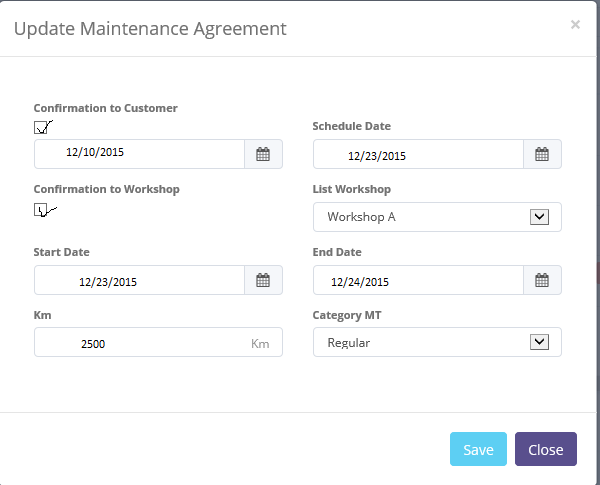 Update Maintenance Agreement
×
Confirmation to Customer
12/10/2015
Schedule Date
12/23/2015
Confirmation to Workshop
List Workshop
Workshop A
Start Date
12/23/2015
End Date
12/24/2015
Km
2500 Km
Category MT
Regular
Save
Close